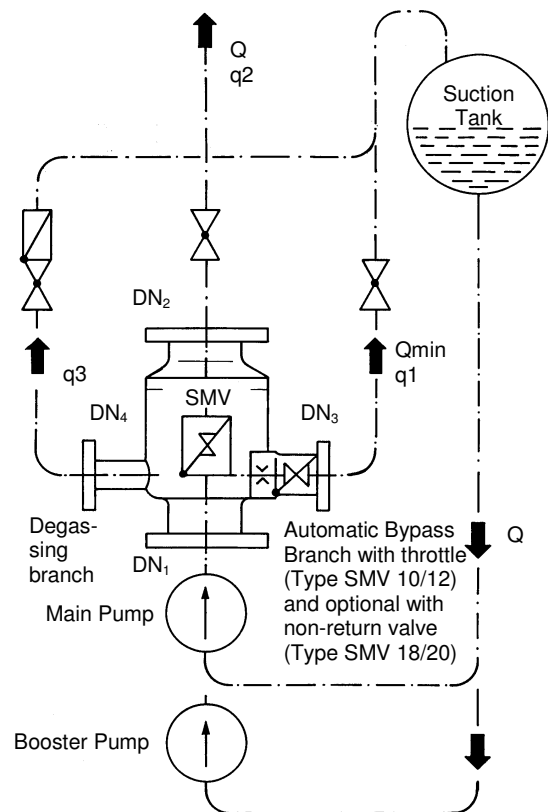 Q
q2
Suction
Tank
DN₂
Qmin
q1
q3
SMV
DN₄
DN₃
Degas-
sing
branch
DN₁
Automatic Bypass
Branch with throttle
(Type SMV 10/12)
and optional with
non-return valve
(Type SMV 18/20)
Q
Main Pump
Booster Pump